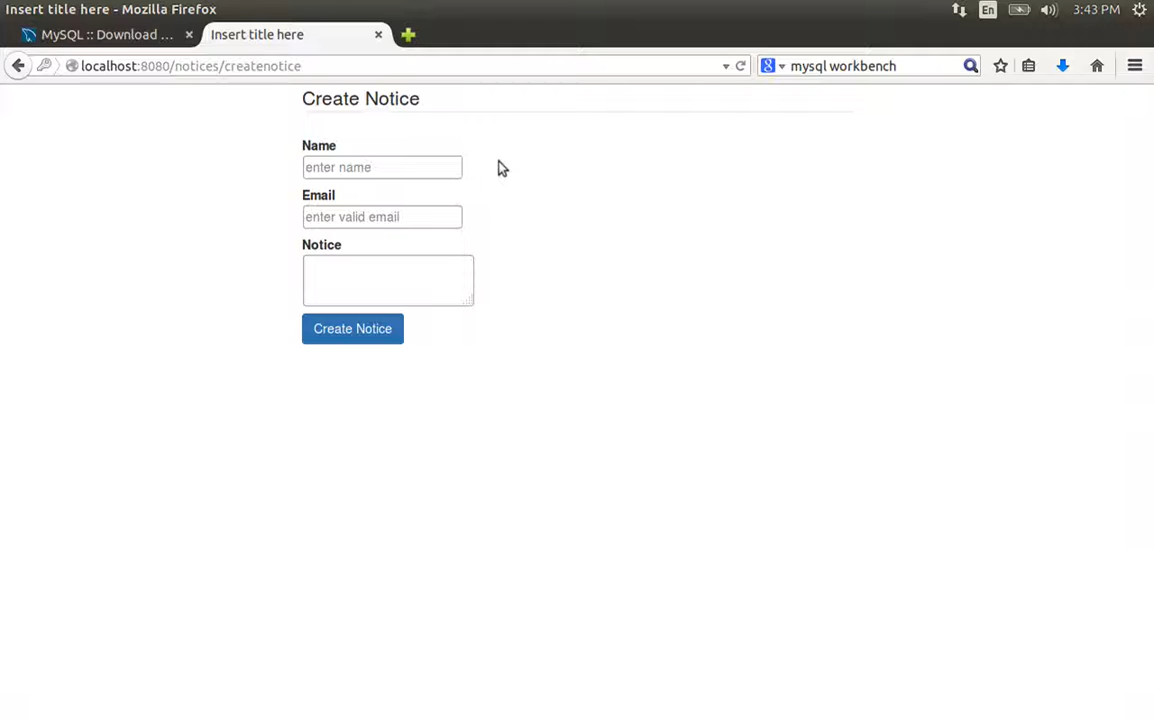 Insert title here - Mozilla Firefox
En
3:43 PM
MySQL :: Download ...
Insert title here
localhost:8080/notices/createnotice
8
mysql workbench
Create Notice
Name
enter name
Email
enter valid email
Notice
Create Notice